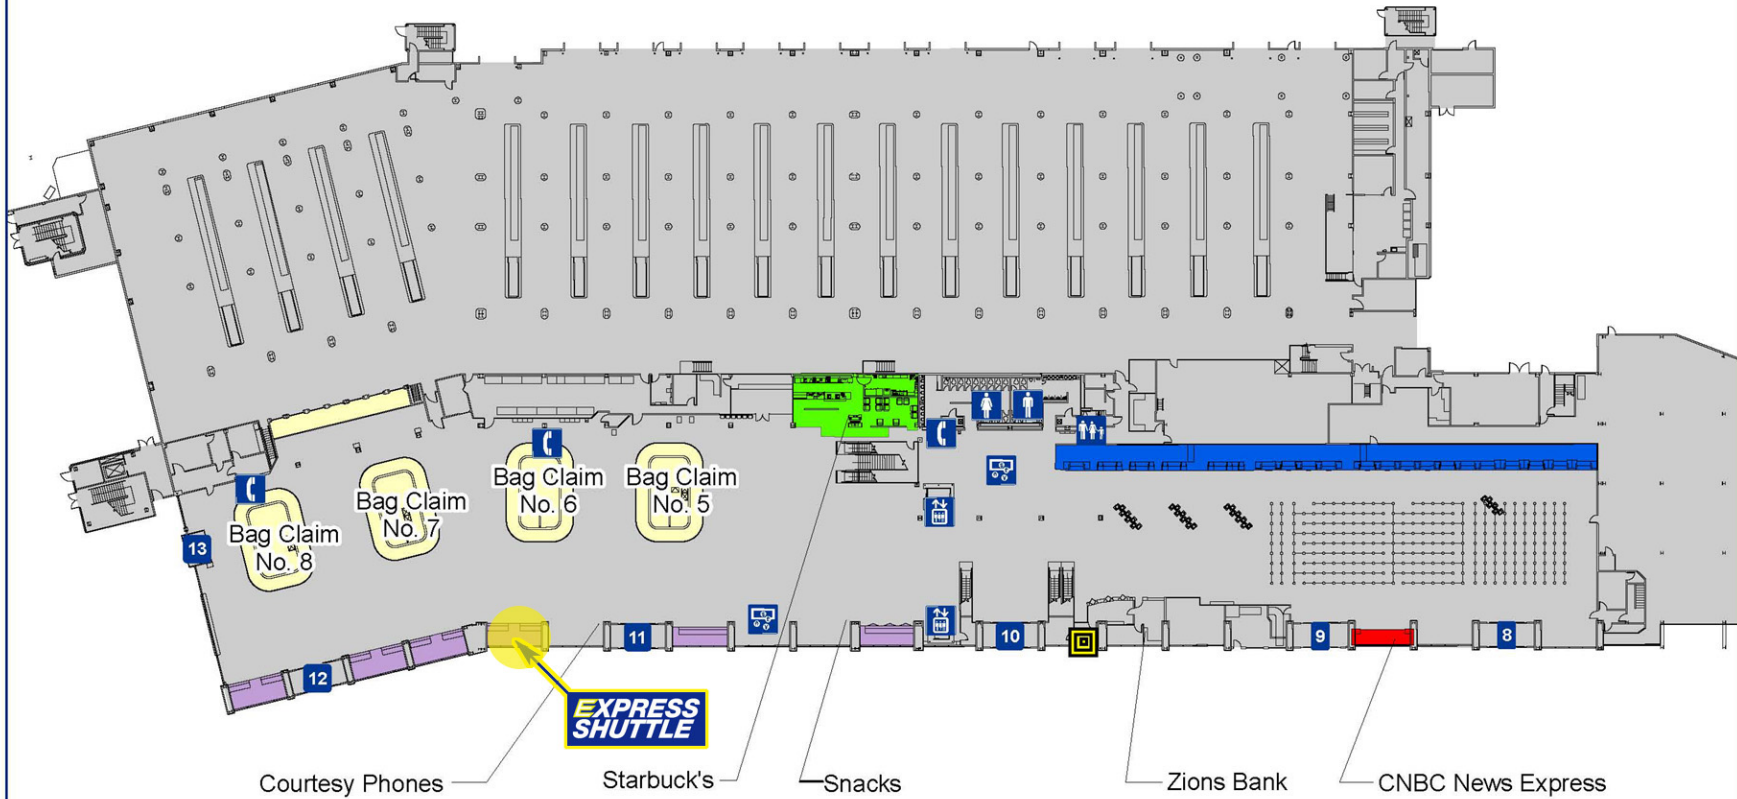 Bag Claim
No. 8
Bag Claim
No. 7
Bag Claim
No. 6
Bag Claim
No. 5
13
12
11
10
9
8
EXPRESS
SHUTTLE
Courtesy Phones
Starbuck's
Snacks
Zions Bank
CNBC News Express